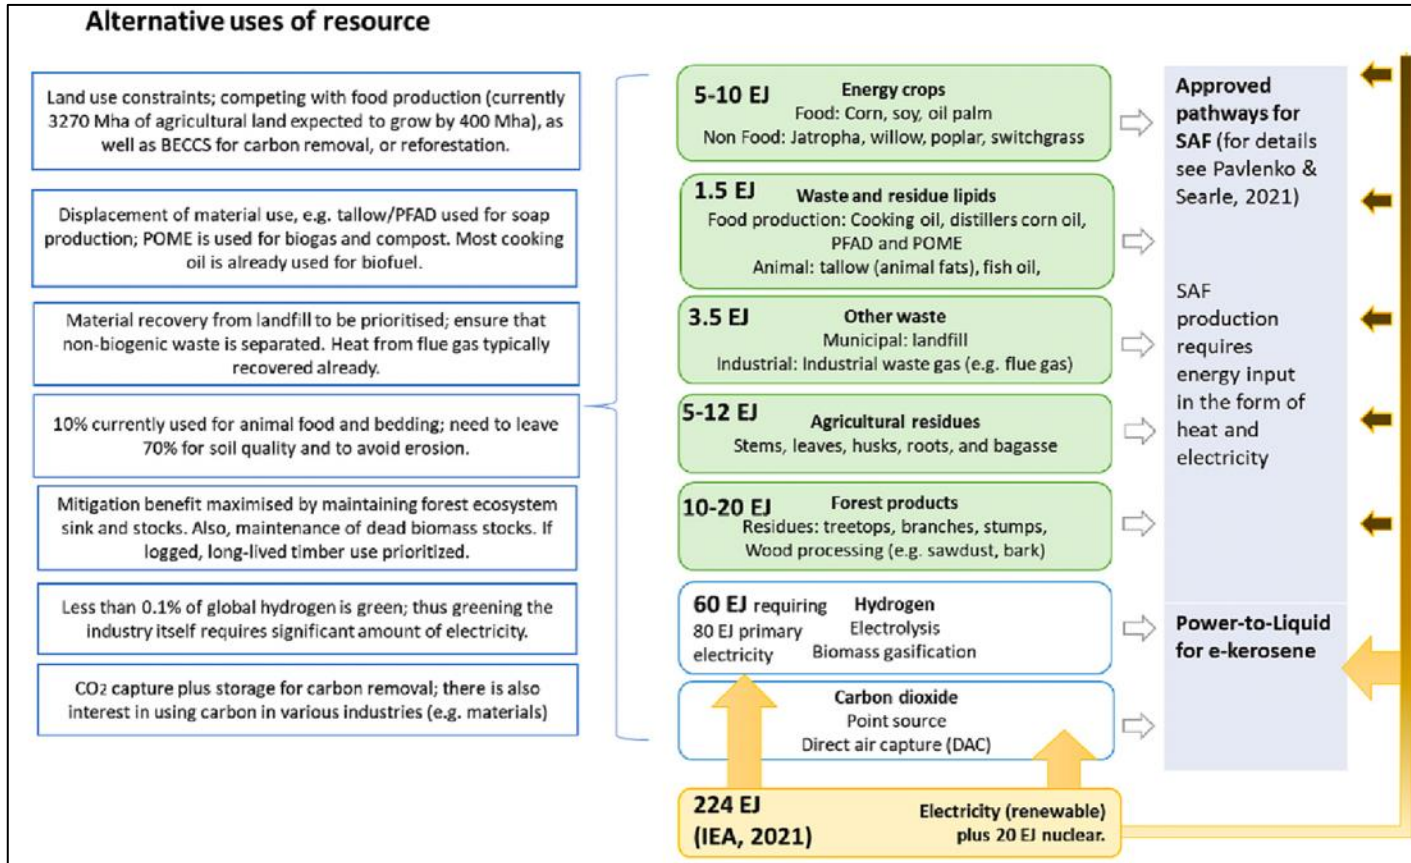 Alternative uses of resource
Land use constraints; competing with food production (currently
3270 Mha of agricultural land expected to grow by 400 Mha), as
well as BECCS for carbon removal, or reforestation.
Displacement of material use, e.g. tallow/PFAD used for soap
production; POME is used for biogas and compost. Most cooking
oil is already used for biofuel.
Material recovery from landfill to be prioritised; ensure that
non-biogenic waste is separated. Heat from flue gas typically
recovered already.
10% currently used for animal food and bedding; need to leave
70% for soil quality and to avoid erosion.
Mitigation benefit maximised by maintaining forest ecosystem
sink and stocks. Also, maintenance of dead biomass stocks. If
logged, long-lived timber use prioritized.
Less than 0.1% of global hydrogen is green; thus greening the
industry itself requires significant amount of electricity.
CO2 capture plus storage for carbon removal; there is also
interest in using carbon in various industries (e.g. materials)
5-10 EJ Energy crops
Food: Corn, soy, oil palm
Non Food: Jatropha, willow, poplar, switchgrass
1.5 EJ Waste and residue lipids
Food production: Cooking oil, distillers corn oil,
PFAD and POME
Animal: tallow (animal fats), fish oil,
3.5 EJ Other waste
Municipal: landfill
Industrial: Industrial waste gas (e.g. flue gas)
5-12 EJ Agricultural residues
Stems, leaves, husks, roots, and bagasse
10-20 EJ Forest products
Residues: treetops, branches, stumps,
Wood processing (e.g. sawdust, bark)
60 EJ requiring Hydrogen
80 EJ primary Electrolysis
electricity Biomass gasification
Carbon dioxide
Point source
Direct air capture (DAC)
224 EJ Electricity (renewable)
(IEA, 2021) plus 20 EJ nuclear.
Approved
pathways for
SAF (for details
see Pavlenko &
Searle, 2021)
SAF
production
requires
energy input
in the form of
heat and
electricity
Power-to-Liquid
for e-kerosene